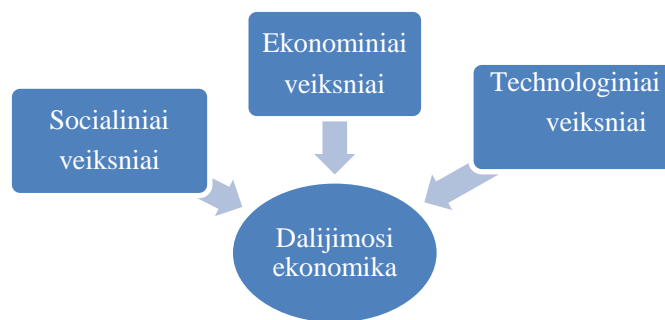 Ekonominiai
veiksniai
Socialiniai
veiksniai
Technologiniai
veiksniai
Dalijimosi
ekonomika